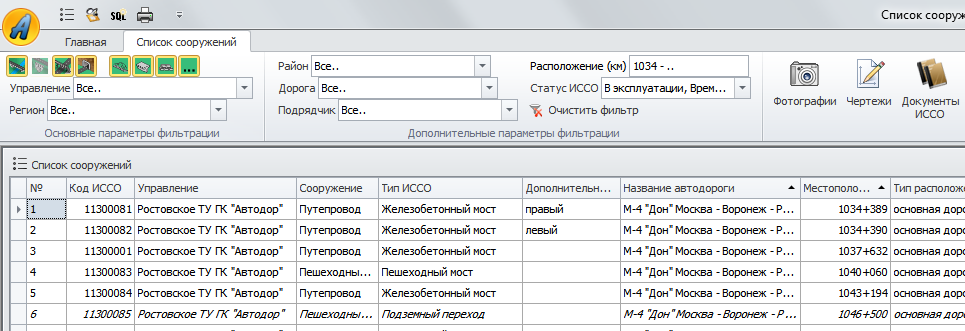 SQL Список сооруж
Главная Список сооружений
Район Все.. Расположение (км) 1034 - ..
Управление Все.. Дорога Все.. Статус ИССО В эксплуатации, Врем...
Регион Все.. Подрядчик Все.. Очистить фильтр
Фотографии Чертежи Документы ИССО
Основные параметры фильтрации Дополнительные параметры фильтрации
Список сооружений
№ Код ИССО Управление Сооружение Тип ИССО Дополнительн... Название автодороги Местополо... Тип располож
1 11300081 Ростовское ТУ ГК "Автодор" Путепровод Железобетонный мост правый М-4 "Дон" Москва - Воронеж - Р... 1034+389 основная доро
2 11300082 Ростовское ТУ ГК "Автодор" Путепровод Железобетонный мост левый М-4 "Дон" Москва - Воронеж - Р... 1034+390 основная доро
3 11300001 Ростовское ТУ ГК "Автодор" Путепровод Железобетонный мост М-4 "Дон" Москва - Воронеж - Р... 1037+632 основная доро
4 11300083 Ростовское ТУ ГК "Автодор" Пешеходны... Пешеходный мост М-4 "Дон" Москва - Воронеж - Р... 1040+060 основная доро
5 11300084 Ростовское ТУ ГК "Автодор" Путепровод Железобетонный мост М-4 "Дон" Москва - Воронеж - Р... 1043+194 основная доро
6 11300085 Ростовское ТУ ГК "Автодор" Пешеходны... Подземный переход М-4 "Дон" Москва - Воронеж - Р... 1046+500 основная доро